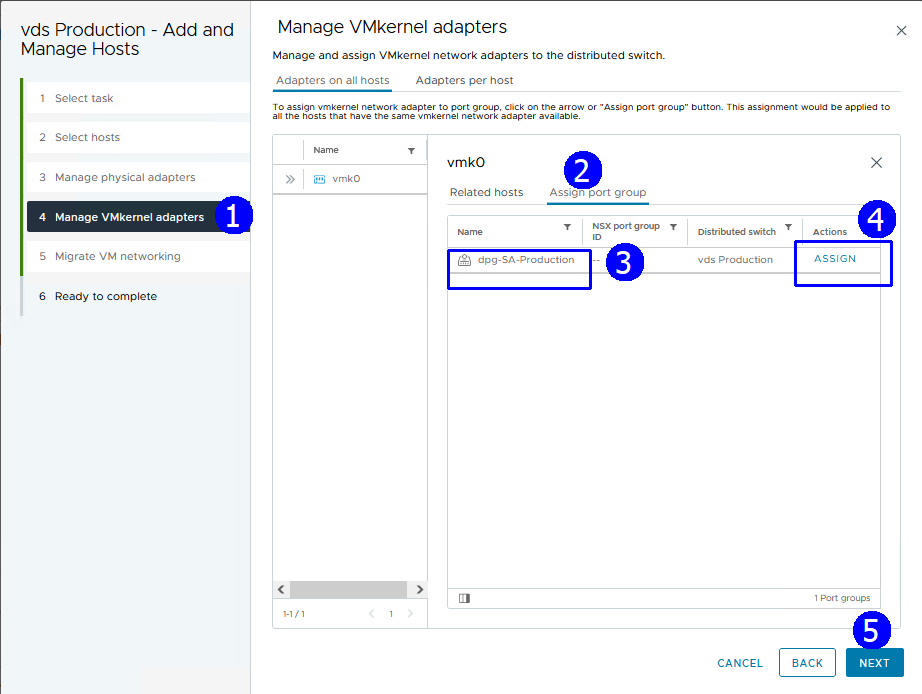 vds Production - Add and
Manage Hosts
1 Select task
2 Select hosts
3 Manage physical adapters
4 Manage VMkernel adapters
1
5 Migrate VM networking
6 Ready to complete
Manage VMkernel adapters
Manage and assign VMkernel network adapters to the distributed switch.
Adapters on all hosts Adapters per host
To assign vmkernel network adapter to port group, click on the arrow or "Assign port group" button. This assignment would be applied to
all the hosts that have the same vmkernel network adapter available.
Name
vmk0
1-1 / 1
1
vmk0
2
Related hosts Assign port group
4
Name
NSX port group
ID
Distributed switch
Actions
dpg-SA-Production
--
3
vds Production
ASSIGN
1 Port groups
5
CANCEL
BACK
NEXT